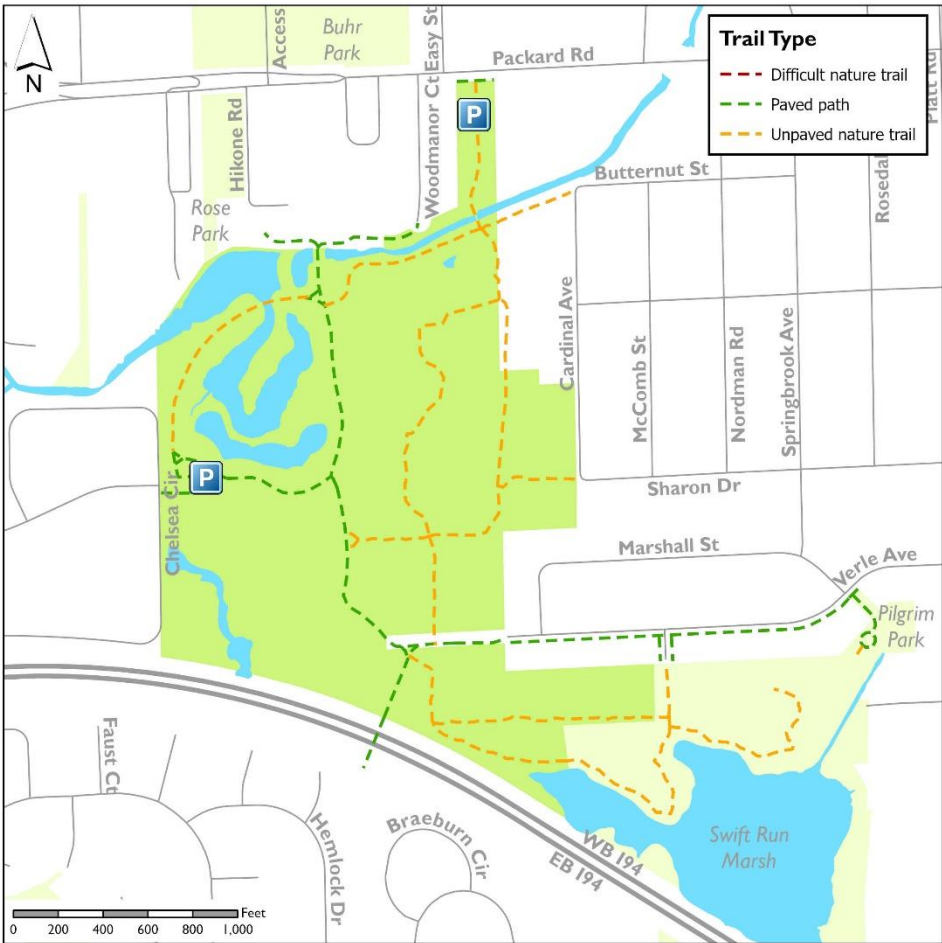 N
Access
Buhr
Park
Easy St
Packard Rd
Platt Rd
Trail Type
Difficult nature trail
Paved path
Unpaved nature trail
P
Hikone Rd
Woodmanor Ct
Butternut St
Rosedal
Rose
Park
Cardinal Ave
McComb St
Nordman Rd
Springbrook Ave
P
Sharon Dr
Chelsea Cir
Marshall St
Verle Ave
Pilgrim
Park
Faust Ct
Hemlock Dr
Braeburn Cir
WB I94
EB I94
Swift Run
Marsh
Feet
0 200 400 600 800 1,000